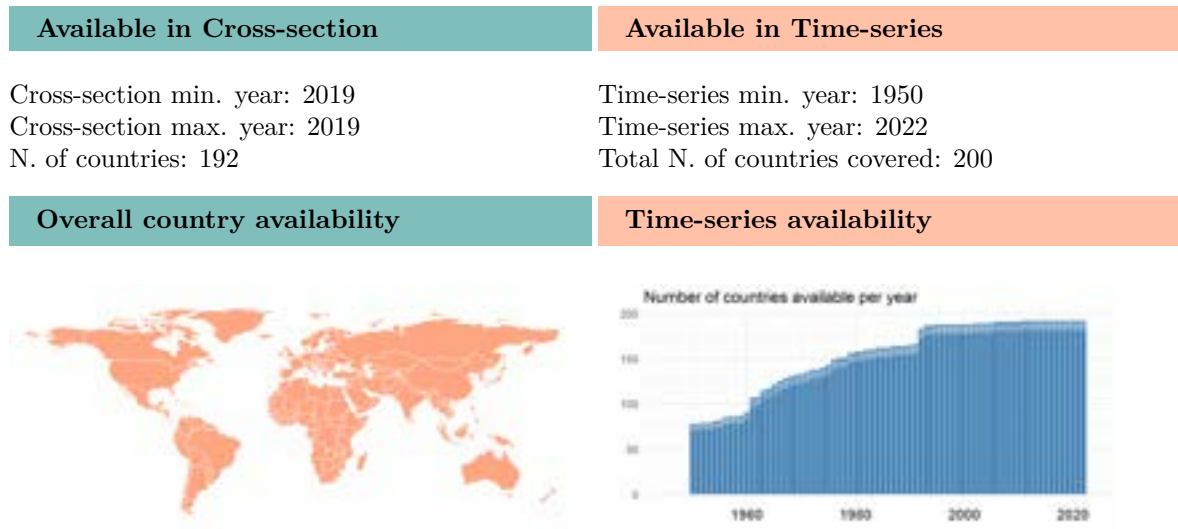 Available in Cross-section
Available in Time-series
Cross-section min. year: 2019
Cross-section max. year: 2019
N. of countries: 192
Time-series min. year: 1950
Time-series max. year: 2022
Total N. of countries covered: 200
Overall country availability
Time-series availability
Number of countries available per year
200
150
100
50
0
1960 1980 2000 2020